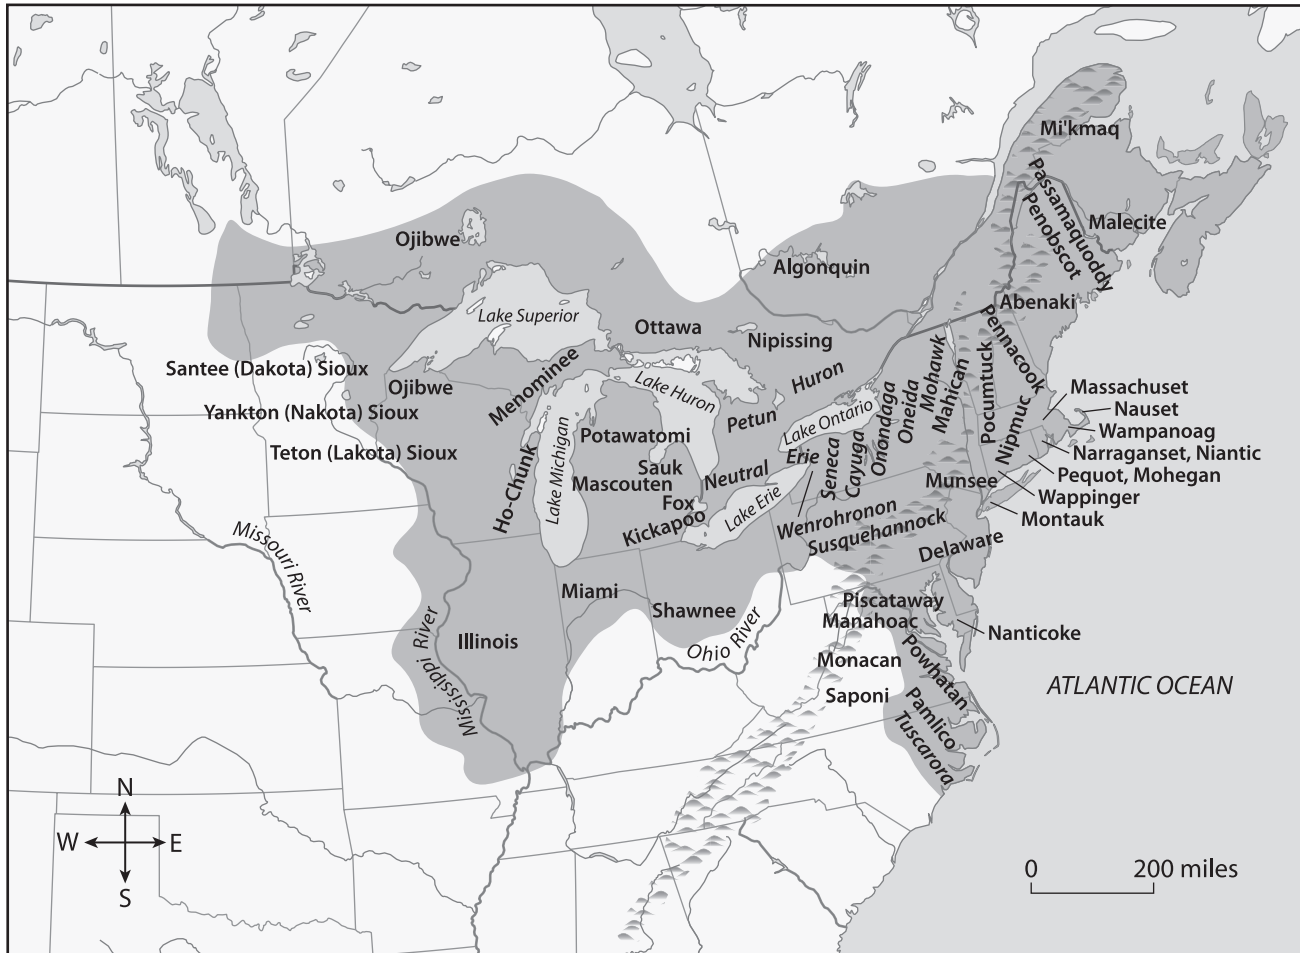 Mi'kmaq
Passamaquoddy
Penobscot
Malecite
Ojibwe
Algonquin
Abenaki
Lake Superior
Ottawa
Nipissing
Pennacook
Santee (Dakota) Sioux
Ojibwe
Menominee
Lake Huron
Huron
Mohawk
Mahican
Pocumtuck
Nipmuc
Massachuset
Nauset
Yankton (Nakota) Sioux
Petun
Lake Ontario
Onondaga
Oneida
Wampanoag
Teton (Lakota) Sioux
Potawatomi
Narraganset, Niantic
Lake Michigan
Sauk
Mascouten
Neutral
Erie
Seneca
Cayuga
Munsee
Pequot, Mohegan
Ho-Chunk
Fox
Lake Erie
Wappinger
Kickapoo
Wenrohronon
Susquehannock
Montauk
Missouri River
Delaware
Miami
Shawnee
Piscataway
Manahoac
Nanticoke
Mississippi River
Illinois
Ohio River
Monacan
Powhatan
Saponi
ATLANTIC OCEAN
Pamlico
Tuscarora
N
W
E
S
0
200 miles